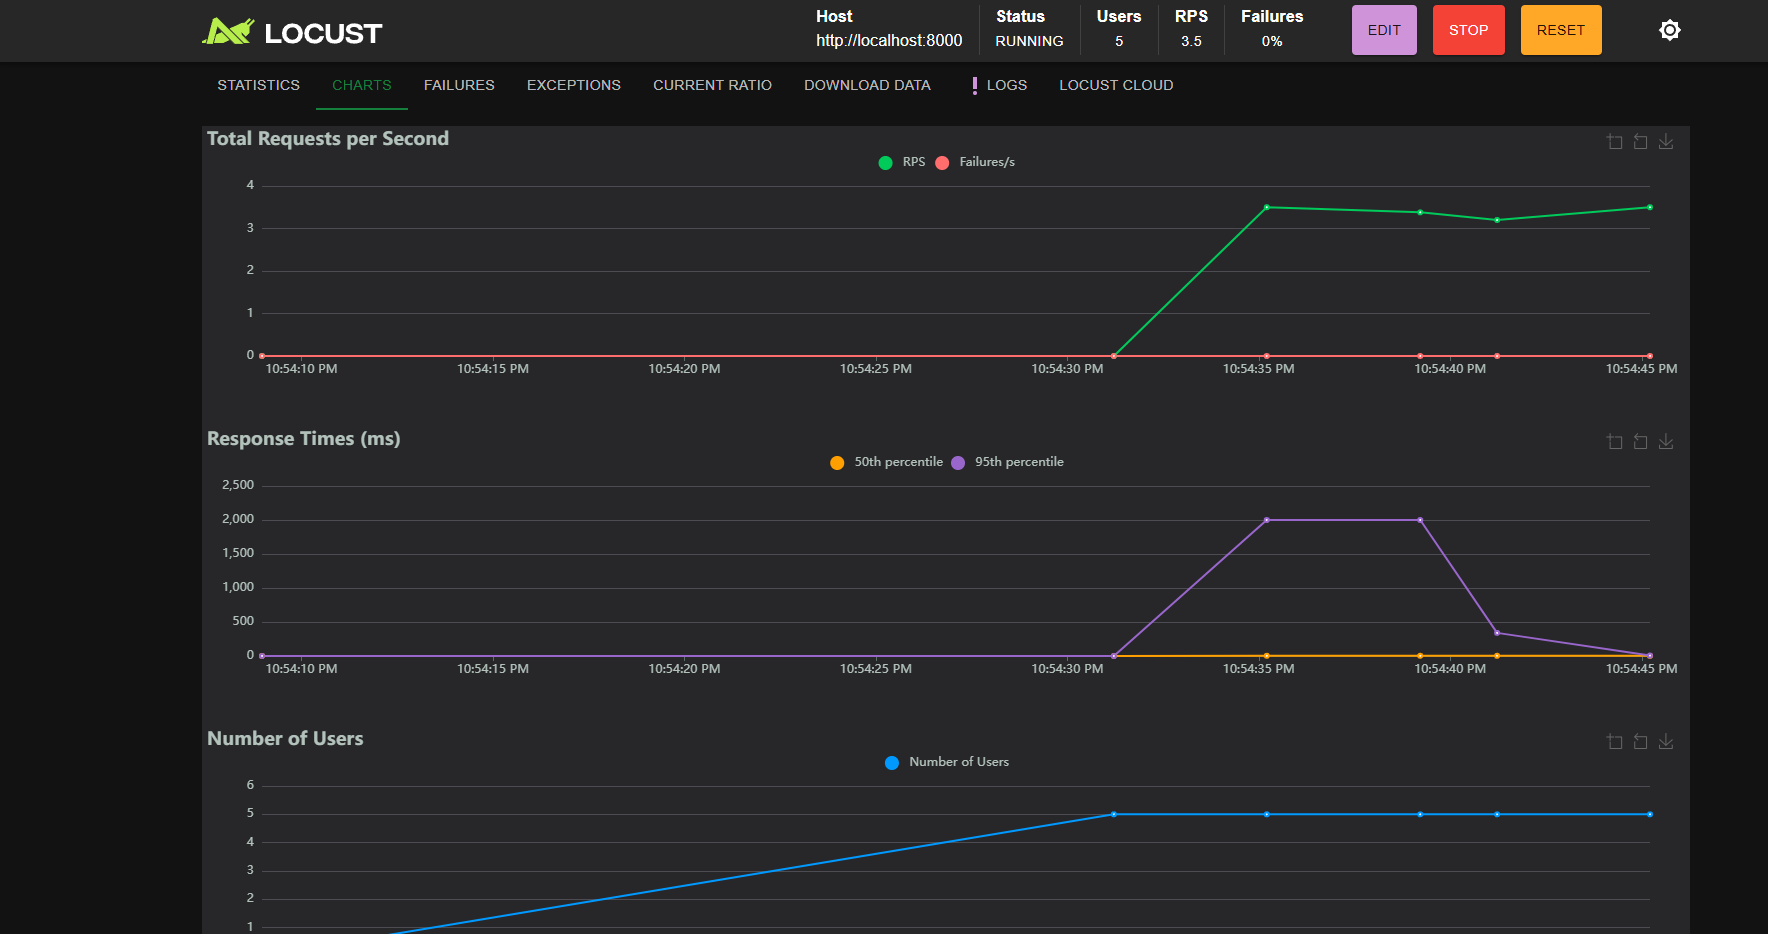 LOCUST
Host
http://localhost:8000
Status
RUNNING
Users
5
RPS
3.5
Failures
0%
EDIT
STOP
RESET
STATISTICS
CHARTS
FAILURES
EXCEPTIONS
CURRENT RATIO
DOWNLOAD DATA
LOGS
LOCUST CLOUD
Total Requests per Second
RPS
Failures/s
4
3
2
1
0
10:54:10 PM
10:54:15 PM
10:54:20 PM
10:54:25 PM
10:54:30 PM
10:54:35 PM
10:54:40 PM
10:54:45 PM
Response Times (ms)
50th percentile
95th percentile
2,500
2,000
1,500
1,000
500
0
10:54:10 PM
10:54:15 PM
10:54:20 PM
10:54:25 PM
10:54:30 PM
10:54:35 PM
10:54:40 PM
10:54:45 PM
Number of Users
Number of Users
6
5
4
3
2
1